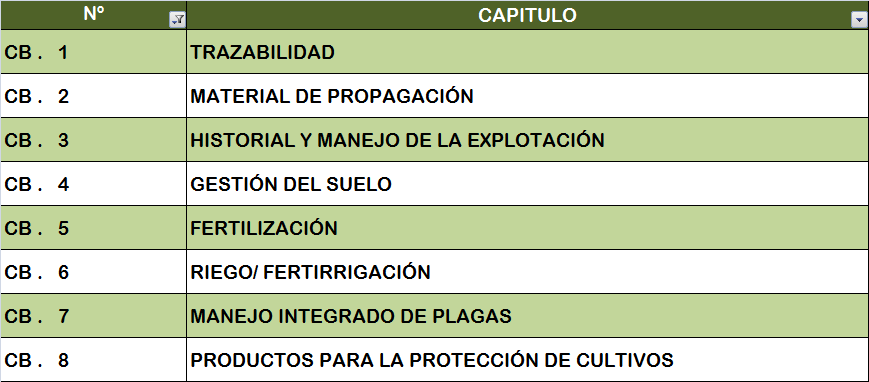 Nº CAPITULO
CB . 1 TRAZABILIDAD
CB . 2 MATERIAL DE PROPAGACIÓN
CB . 3 HISTORIAL Y MANEJO DE LA EXPLOTACIÓN
CB . 4 GESTIÓN DEL SUELO
CB . 5 FERTILIZACIÓN
CB . 6 RIEGO/ FERTIRRIGACIÓN
CB . 7 MANEJO INTEGRADO DE PLAGAS
CB . 8 PRODUCTOS PARA LA PROTECCIÓN DE CULTIVOS